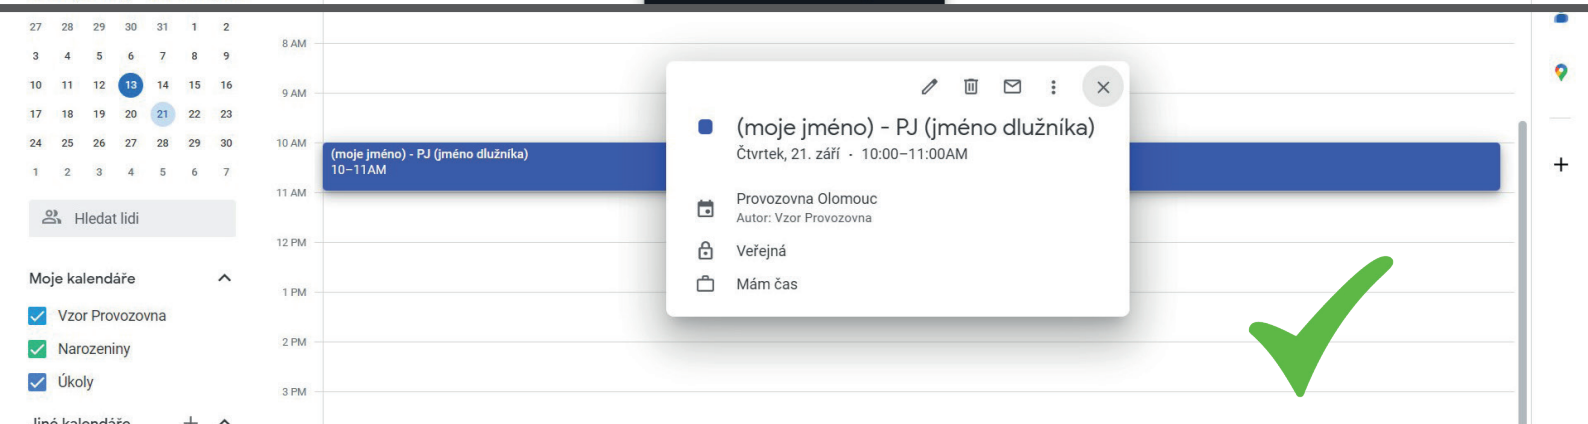 27 28 29 30 31 1 2
3 4 5 6 7 8 9
10 11 12 13 14 15 16
17 18 19 20 21 22 23
24 25 26 27 28 29 30
1 2 3 4 5 6 7
Hledat lidi
Moje kalendáře
Vzor Provozovna
Narozeniny
Úkoly
Jiné kalendáře
8 AM
9 AM
10 AM
11 AM
12 PM
1 PM
2 PM
3 PM
(moje jméno) - PJ (jméno dlužníka)
10–11AM
(moje jméno) - PJ (jméno dlužníka)
Čtvrtek, 21. září · 10:00–11:00AM
Provozovna Olomouc
Autor: Vzor Provozovna
Veřejná
Mám čas